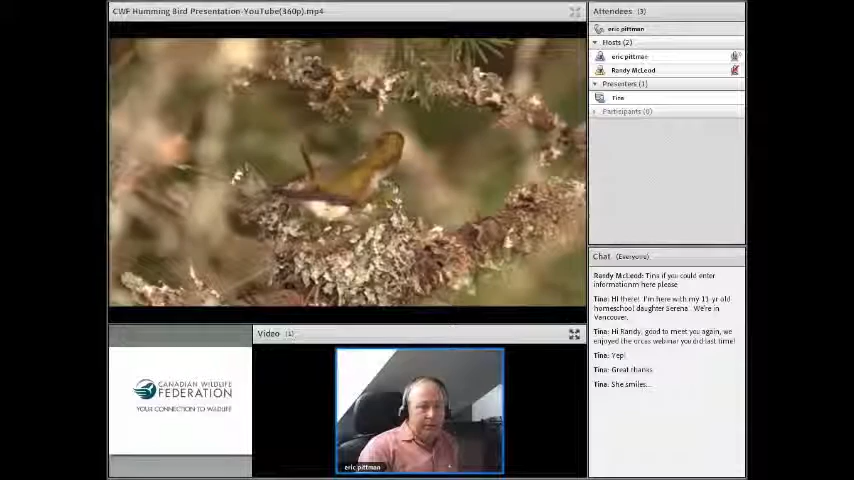 CWF Humming Bird Presentation-YouTube(360p).mp4
Attendees (3)
eric pittman
Hosts (2)
eric pittman
Randy McLeod
Presenters (1)
Tina
Participants (0)
Chat (Everyone)
Randy McLeod: Tina if you could enter
informationm here please
Tina: Hi there! I'm here with my 11-yr old
homeschool daughter Serena. We're in
Vancouver.
Tina: Hi Randy, good to meet you again, we
enjoyed the orcas webinar you did last time!
Tina: Yep!
Tina: Great thanks
Tina: She smiles...
Video (1)
CANADIAN WILDLIFE
FEDERATION
YOUR CONNECTION TO WILDLIFE
eric pittman